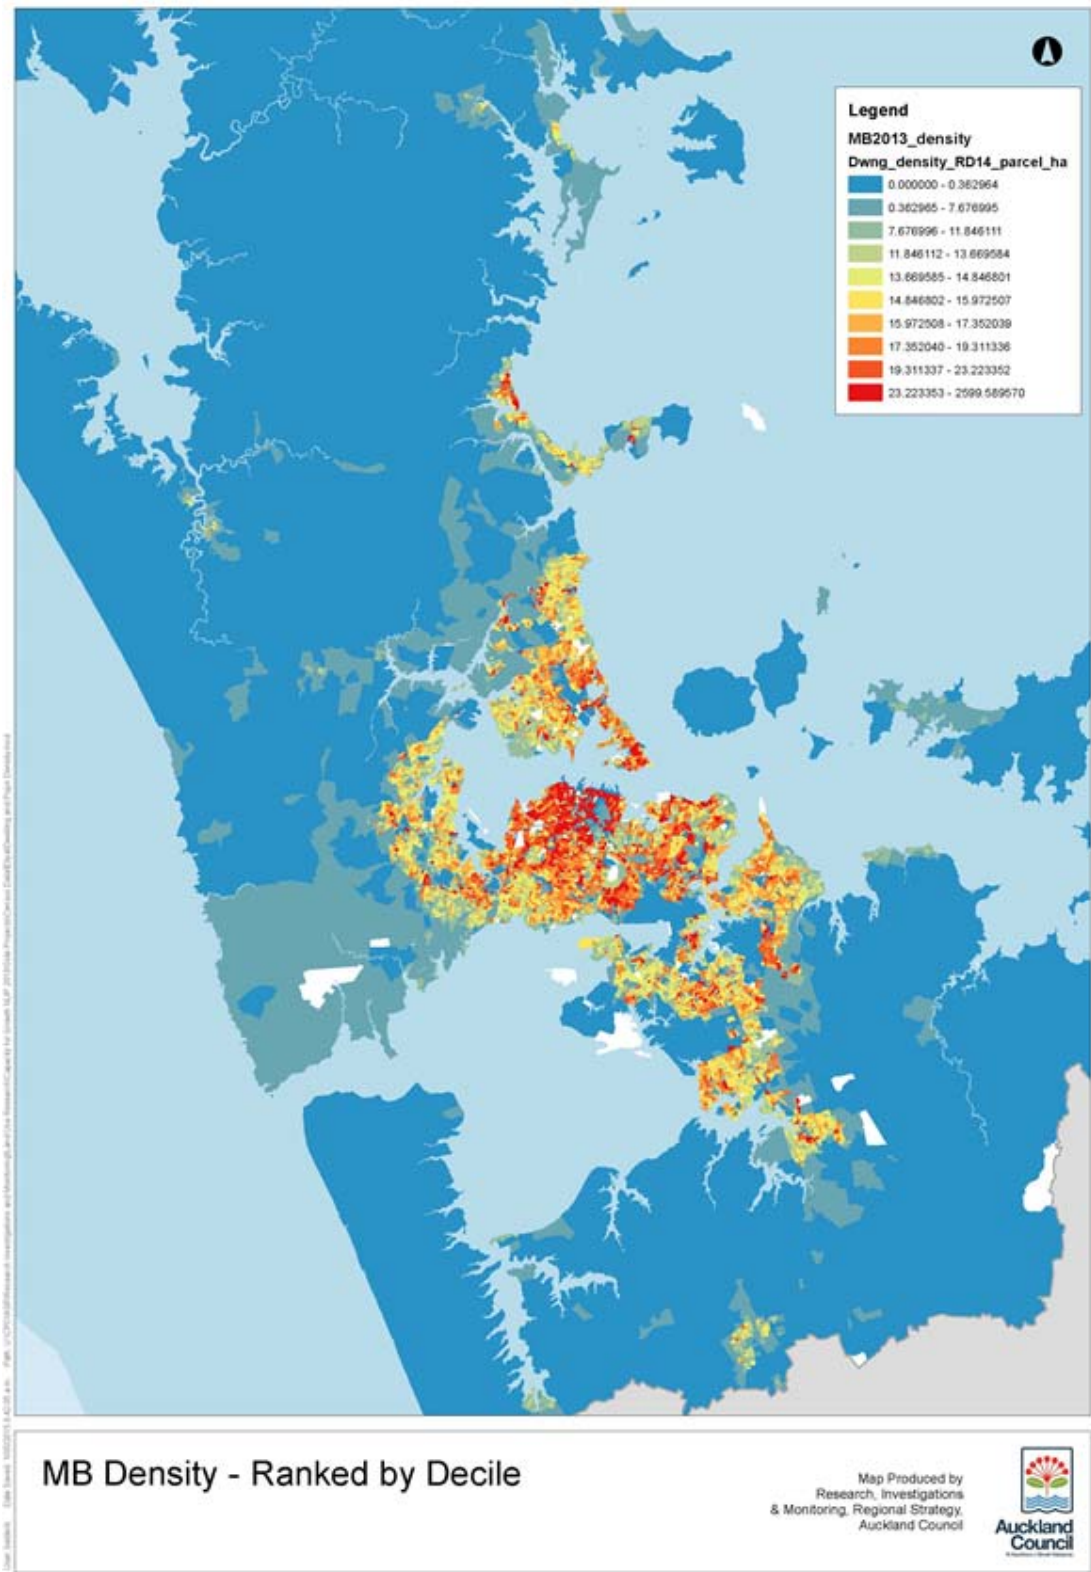 Legend
MB2013_density
Dwng_density_RD14_parcel_ha
0.000000 - 0.362964
0.362965 - 7.676995
7.676996 - 11.846111
11.846112 - 13.669584
13.669585 - 14.846801
14.846802 - 15.972507
15.972508 - 17.352039
17.352040 - 19.311336
19.311337 - 23.223352
23.223353 - 2599.589570
MB Density - Ranked by Decile
Map Produced by
Research, Investigations
& Monitoring, Regional Strategy,
Auckland Council
Auckland
Council